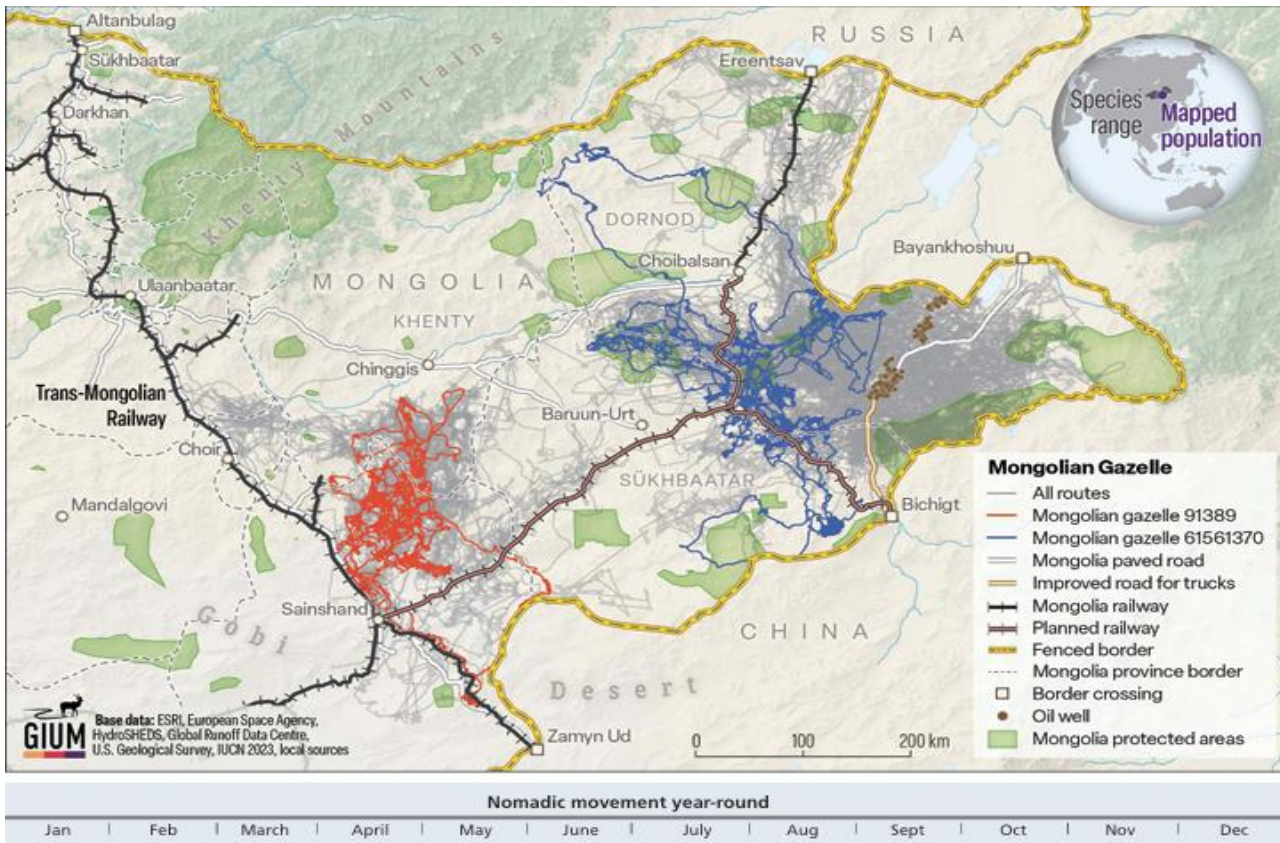 Altanbulag
Sükhbaatar
Darkhan
Khenty Mountains
RUSSIA
Ereentsav
Species
range
Mapped
population
DORNOD
Bayankhoshuu
Choibalsan
MONGOLIA
Ulaanbaatar
KHENTY
Chinggis
Trans-Mongolian
Railway
Baruun-Urt
Choir
SÜKHBAATAR
Mandalgovi
Bichigt
Sainshand
Gobi
Desert
CHINA
Zamyn Ud
Mongolian Gazelle
All routes
Mongolian gazelle 91389
Mongolian gazelle 61561370
Mongolia paved road
Improved road for trucks
Mongolia railway
Planned railway
Fenced border
Mongolia province border
Border crossing
Oil well
Mongolia protected areas
GIUM
Base data: ESRI, European Space Agency,
HydroSHEDS, Global Runoff Data Centre,
U.S. Geological Survey, IUCN 2023, local sources
0 100 200 km
Nomadic movement year-round
Jan Feb March April May June July Aug Sept Oct Nov Dec